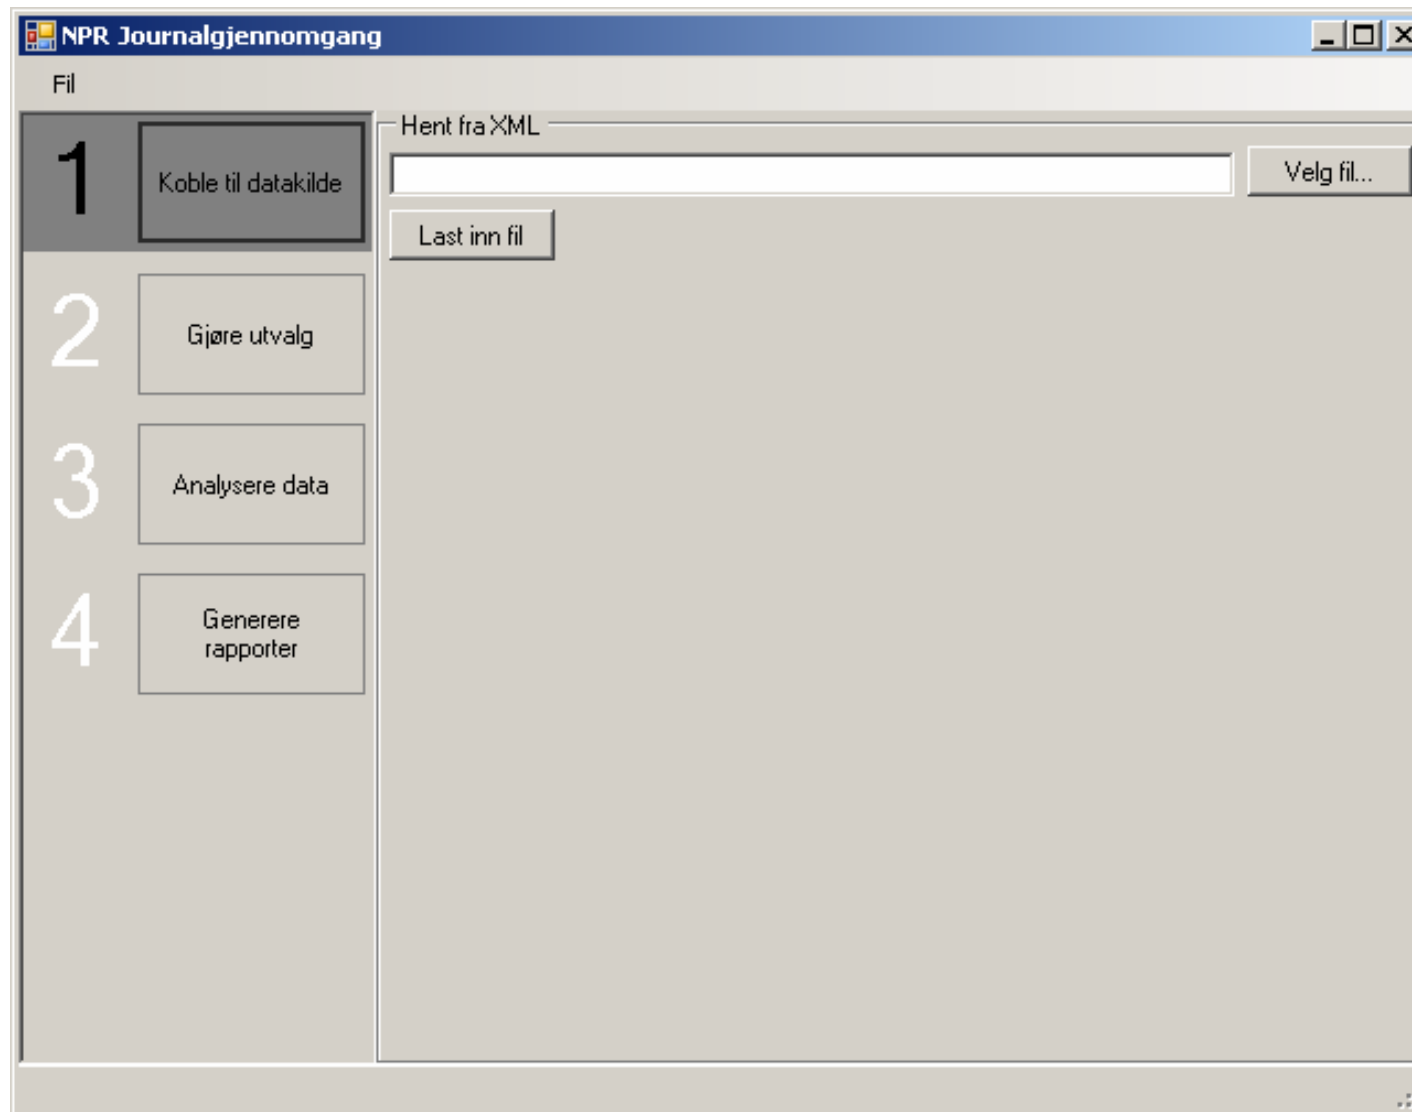 NPR Journalgjennomgang
Fil
1
Koble til datakilde
2
Gjøre utvalg
3
Analysere data
4
Generere
rapporter
Hent fra XML
Velg fil...
Last inn fil